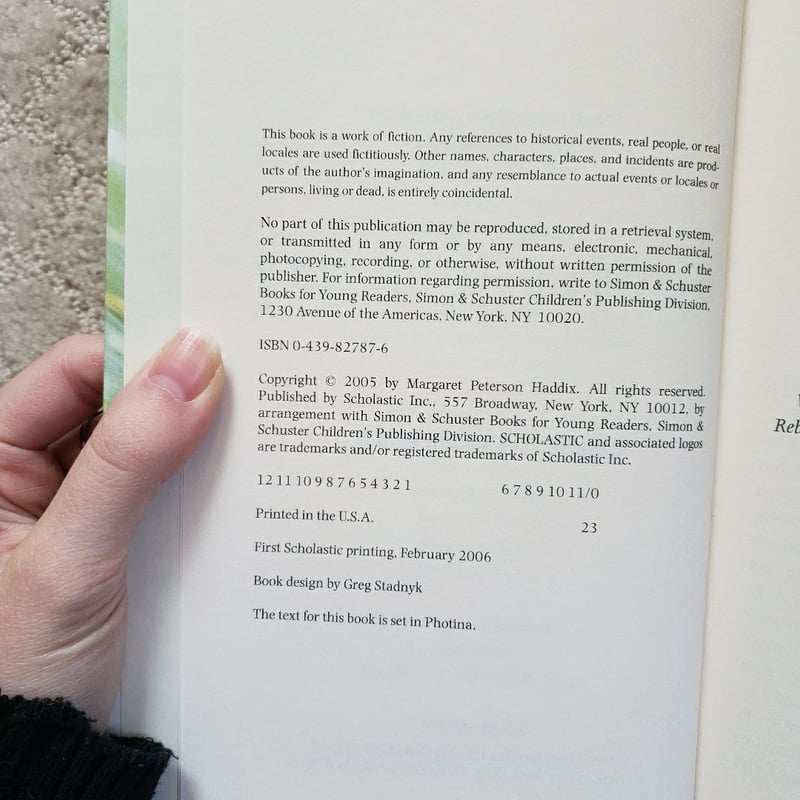 This book is a work of fiction. Any references to historical events, real people, or real
locales are used fictitiously. Other names, characters, places, and incidents are prod-
ucts of the author's imagination, and any resemblance to actual events or locales or
persons, living or dead, is entirely coincidental.
No part of this publication may be reproduced, stored in a retrieval system,
or transmitted in any form or by any means, electronic, mechanical,
photocopying, recording, or otherwise, without written permission of the
publisher. For information regarding permission, write to Simon & Schuster
Books for Young Readers, Simon & Schuster Children's Publishing Division,
1230 Avenue of the Americas, New York, NY 10020.
ISBN 0-439-82787-6
Copyright © 2005 by Margaret Peterson Haddix. All rights reserved.
Published by Scholastic Inc., 557 Broadway, New York, NY 10012, by
arrangement with Simon & Schuster Books for Young Readers, Simon &
Schuster Children's Publishing Division. SCHOLASTIC and associated logos
are trademarks and/or registered trademarks of Scholastic Inc.
12 11 10 9 8 7 6 5 4 3 2 1 6 7 8 9 10 11/0
Printed in the U.S.A. 23
First Scholastic printing, February 2006
Book design by Greg Stadnyk
The text for this book is set in Photina.